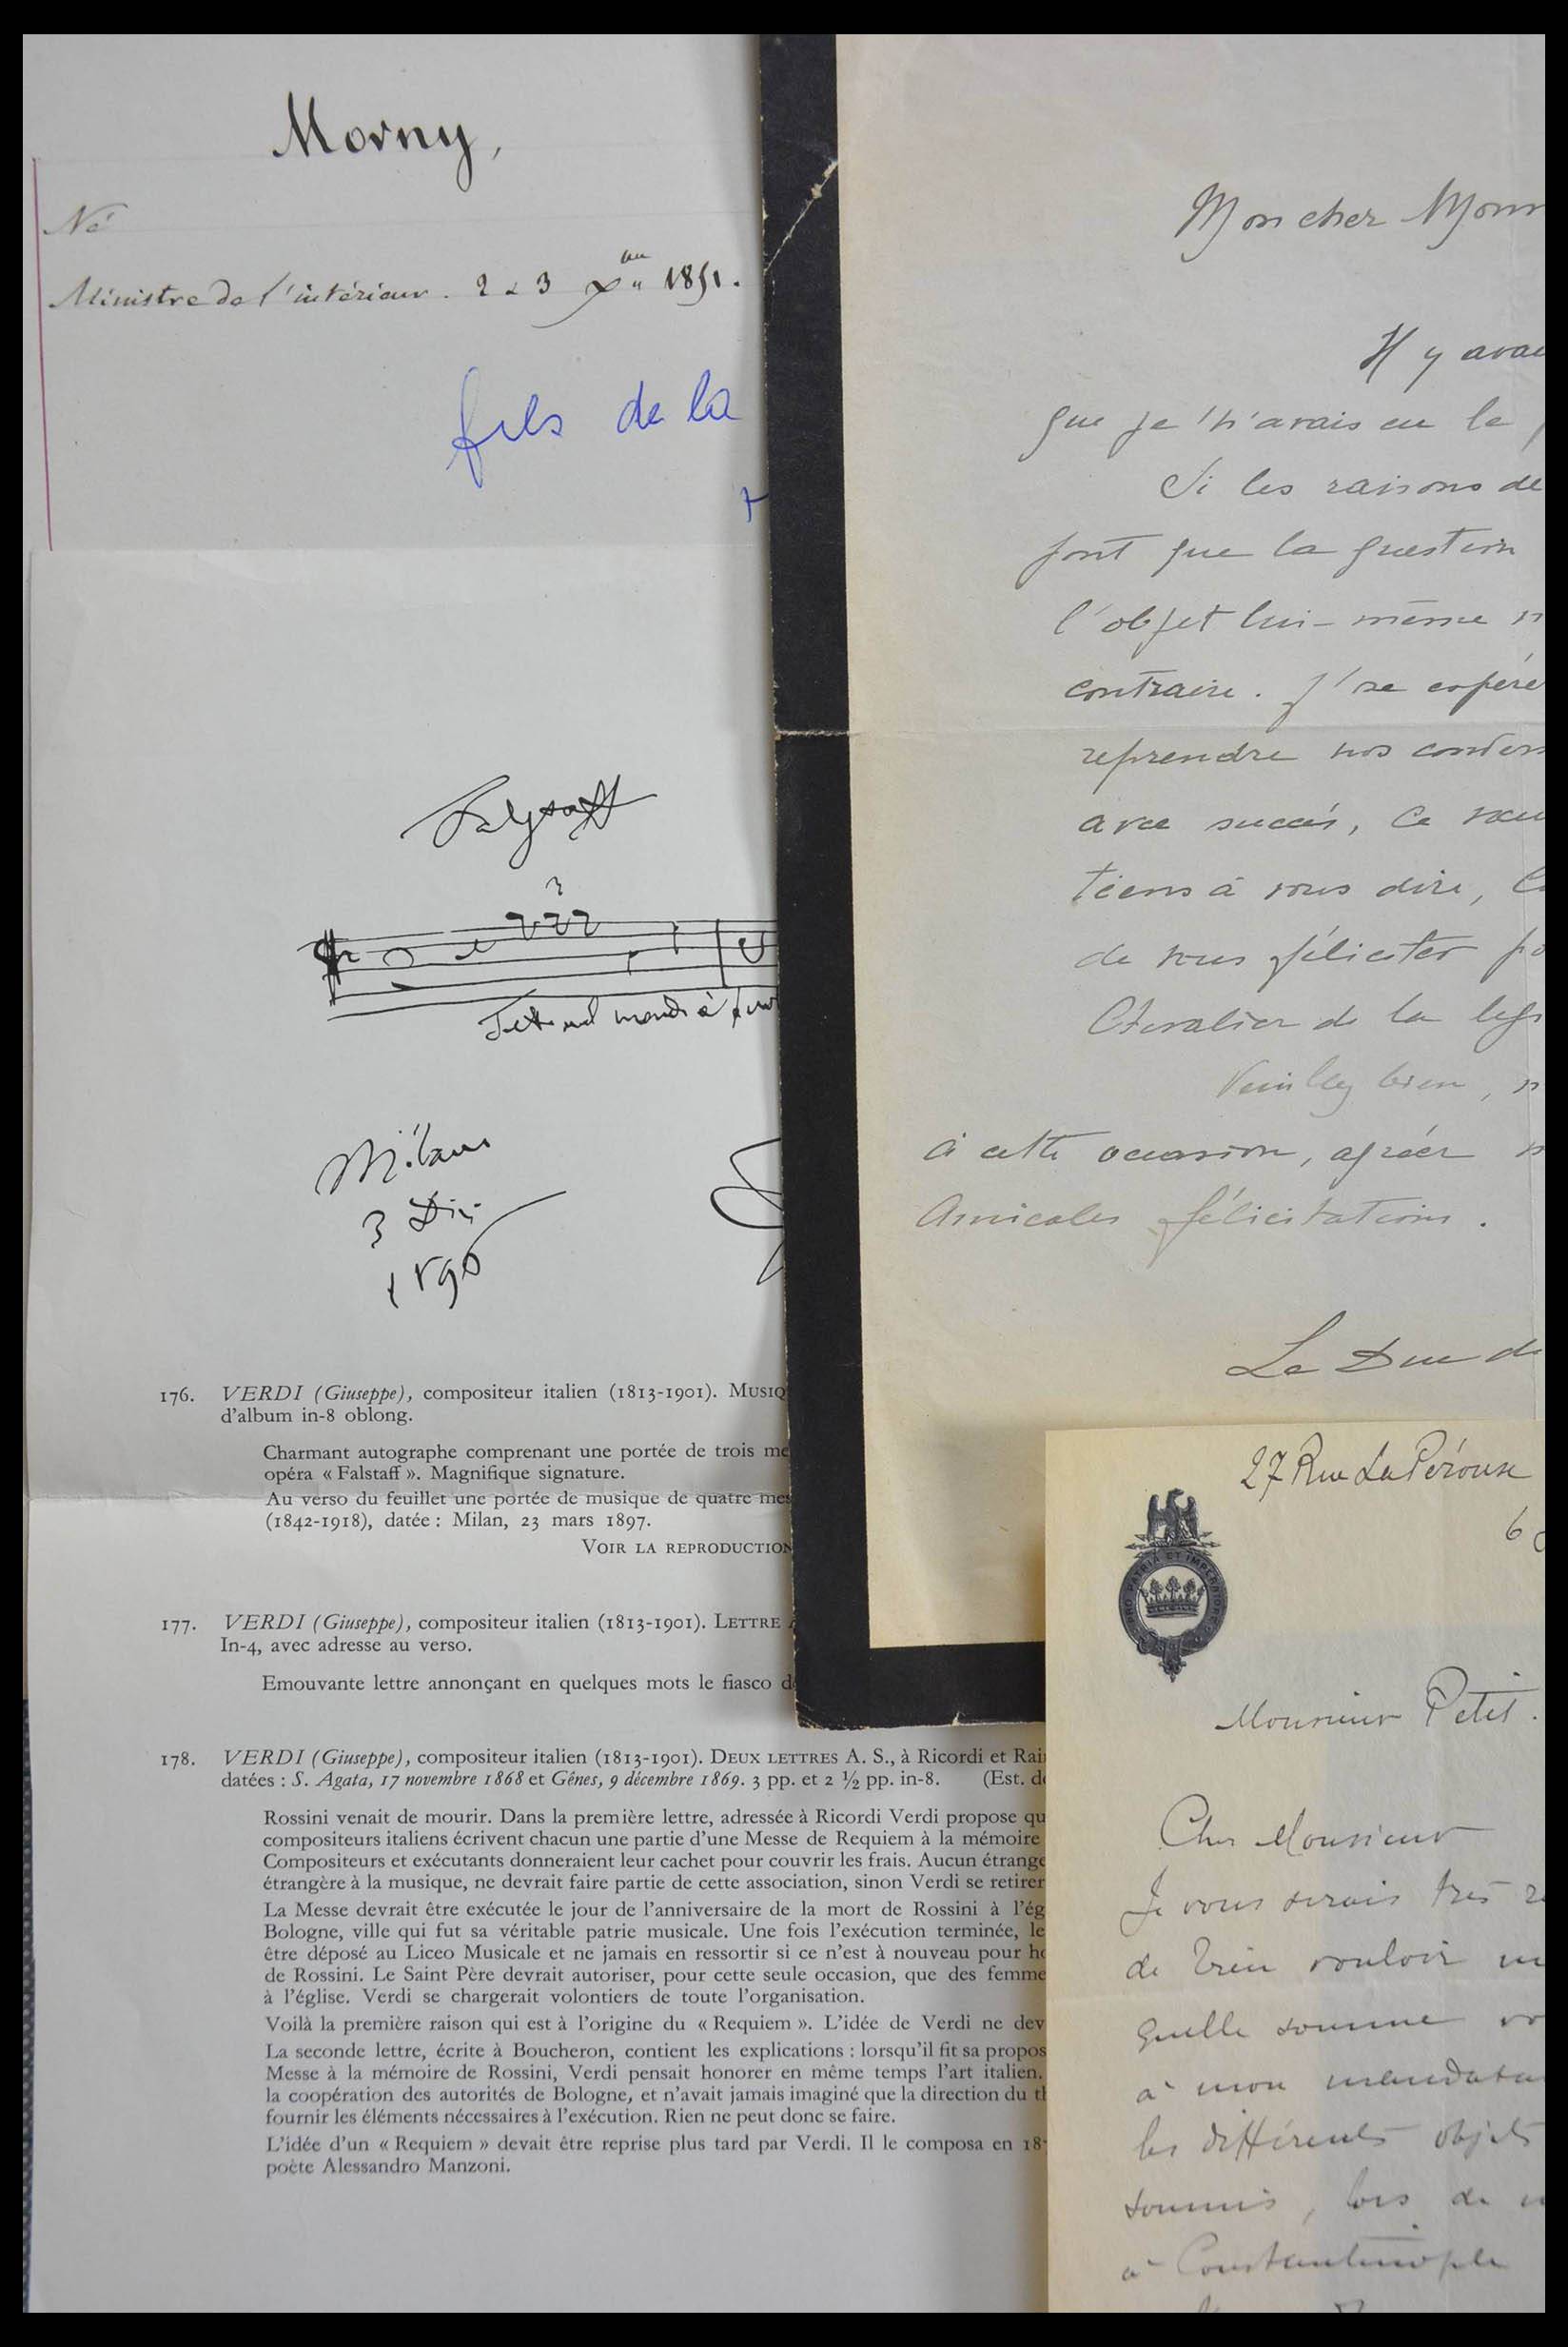 Morny,
Né
Ministre de l'intérieur. 2 & 3 Xbre 1851.
fils de la
Falstaff
3
Tutto nel mondo è
Milano
3 Dic
1890
176. VERDI (Giuseppe), compositeur italien (1813-1901). MUSIQ
d'album in-8 oblong.
Charmant autographe comprenant une portée de trois me
opéra « Falstaff ». Magnifique signature.
Au verso du feuillet une portée de musique de quatre mes
(1842-1918), datée : Milan, 23 mars 1897.
VOIR LA REPRODUCTION
177. VERDI (Giuseppe), compositeur italien (1813-1901). LETTRE
In-4, avec adresse au verso.
Emouvante lettre annonçant en quelques mots le fiasco d
178. VERDI (Giuseppe), compositeur italien (1813-1901). DEUX LETTRES A. S., à Ricordi et Rai
datées : S. Agata, 17 novembre 1868 et Gênes, 9 décembre 1869. 3 pp. et 2 ½ pp. in-8. (Est. d
Rossini venait de mourir. Dans la première lettre, adressée à Ricordi Verdi propose qu
compositeurs italiens écrivent chacun une partie d'une Messe de Requiem à la mémoire
Compositeurs et exécutants donneraient leur cachet pour couvrir les frais. Aucun étrange
étrangère à la musique, ne devrait faire partie de cette association, sinon Verdi se retirer
La Messe devrait être exécutée le jour de l'anniversaire de la mort de Rossini à l'ég
Bologne, ville qui fut sa véritable patrie musicale. Une fois l'exécution terminée, le
être déposé au Liceo Musicale et ne jamais en ressortir si ce n'est à nouveau pour ho
de Rossini. Le Saint Père devrait autoriser, pour cette seule occasion, que des femme
à l'église. Verdi se chargerait volontiers de toute l'organisation.
Voilà la première raison qui est à l'origine du « Requiem ». L'idée de Verdi ne dev
La seconde lettre, écrite à Boucheron, contient les explications : lorsqu'il fit sa propos
Messe à la mémoire de Rossini, Verdi pensait honorer en même temps l'art italien.
la coopération des autorités de Bologne, et n'avait jamais imaginé que la direction du th
fournir les éléments nécessaires à l'exécution. Rien ne peut donc se faire.
L'idée d'un « Requiem » devait être reprise plus tard par Verdi. Il le composa en 18
poète Alessandro Manzoni.
Mon cher Mon
Il y avai
que je n'avais eu le
Si les raisons de
font que la question
l'objet lui-même n
contraire. J'
reprendre nos
avec succès, Ce vœu
tiens à vous dire,
de vous féliciter po
Chevalier de la leg
Veuillez bien,
à cette occasion, agréer
Amicales félicitations.
Le Duc de
27 Rue La Pérouse
6
PRO PATRIA ET IMPERATORE
Monsieur Petit.
Cher Monsieur
Je vous serais très
de bien vouloir
quelle somme
à mon mandata
les différents objets
soumis, lors de
à Constantinople